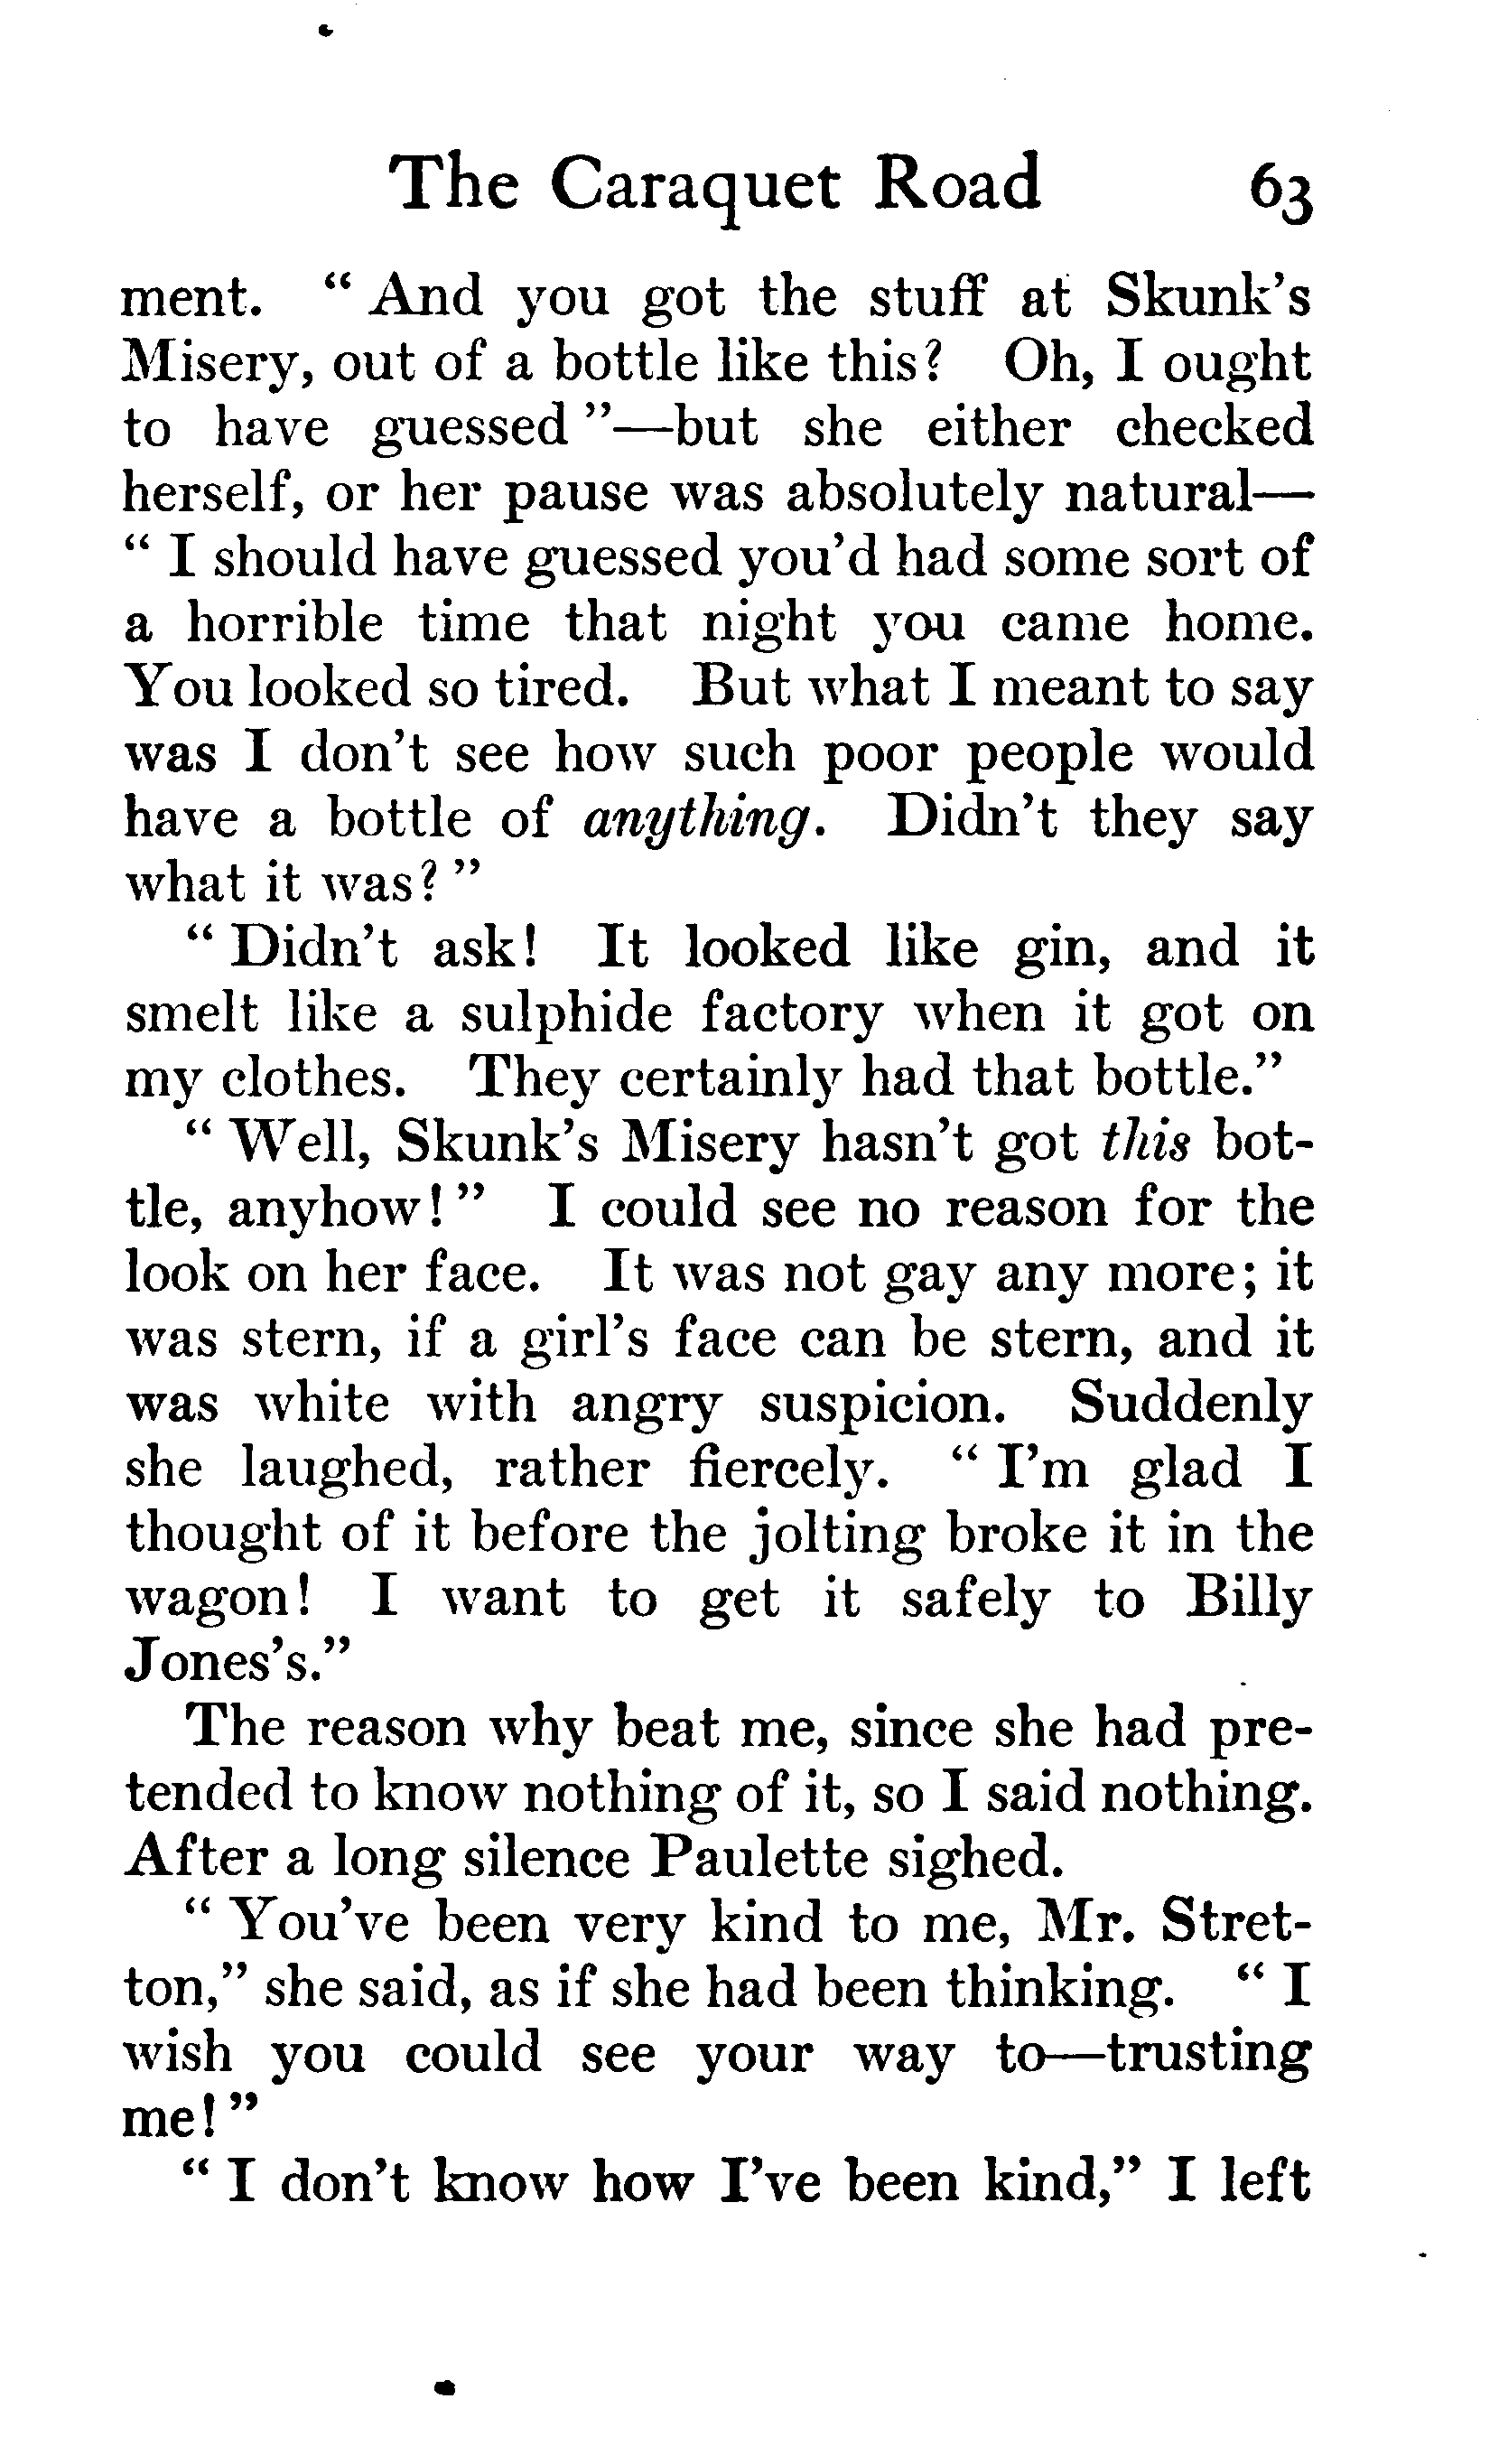 The Caraquet Road 63
ment. “ And you got the stuff at Skunk’s
Misery, out of a bottle like this? Oh, I ought
to have guessed ”—but she either checked
herself, or her pause was absolutely natural—
“ I should have guessed you’d had some sort of
a horrible time that night you came home.
You looked so tired. But what I meant to say
was I don’t see how such poor people would
have a bottle of anything. Didn’t they say
what it was? ”
“ Didn’t ask! It looked like gin, and it
smelt like a sulphide factory when it got on
my clothes. They certainly had that bottle.”
“ Well, Skunk’s Misery hasn’t got this bot-
tle, anyhow! ” I could see no reason for the
look on her face. It was not gay any more; it
was stern, if a girl’s face can be stern, and it
was white with angry suspicion. Suddenly
she laughed, rather fiercely. “ I’m glad I
thought of it before the jolting broke it in the
wagon! I want to get it safely to Billy
Jones’s.”
The reason why beat me, since she had pre-
tended to know nothing of it, so I said nothing.
After a long silence Paulette sighed.
“ You’ve been very kind to me, Mr. Stret-
ton,” she said, as if she had been thinking. “ I
wish you could see your way to—trusting
me! ”
“ I don’t know how I’ve been kind,” I left